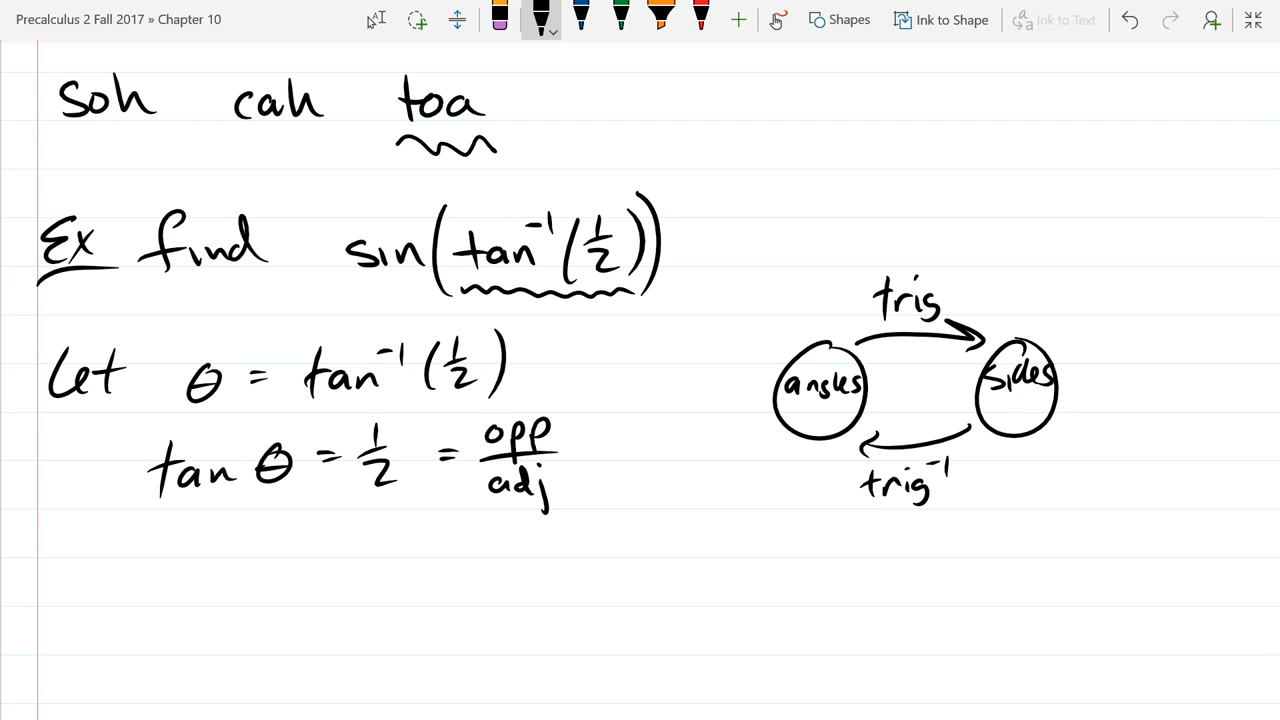 Precalculus 2 Fall 2017 » Chapter 10
Shapes
Ink to Shape
Ink to Text
soh cah toa
Ex find sin(tan⁻¹(1/2))
Let θ = tan⁻¹(1/2)
tan θ = 1/2 = opp/adj
trig
angles sides
trig⁻¹